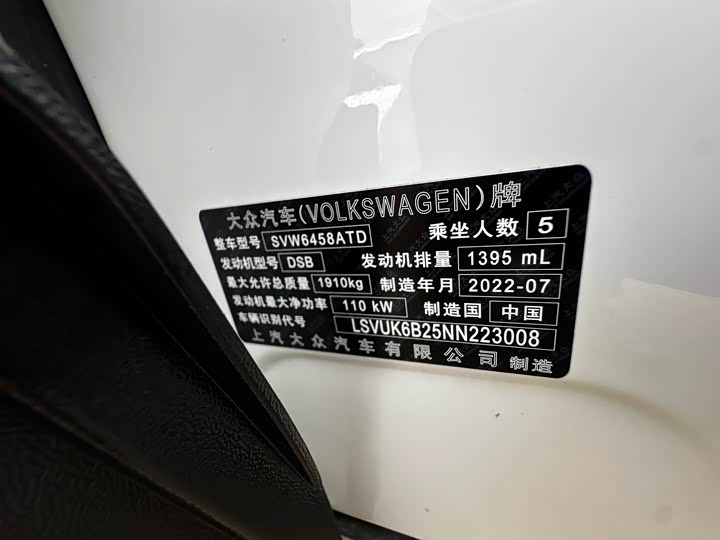 大众汽车(VOLKSWAGEN)牌
整车型号 SVW6458ATD 乘坐人数 5
发动机型号 DSB 发动机排量 1395 mL
最大允许总质量 1910kg 制造年月 2022-07
发动机最大净功率 110 kW 制造国 中国
车辆识别代号 LSVUK6B25NN223008
上汽大众汽车有限公司 制造